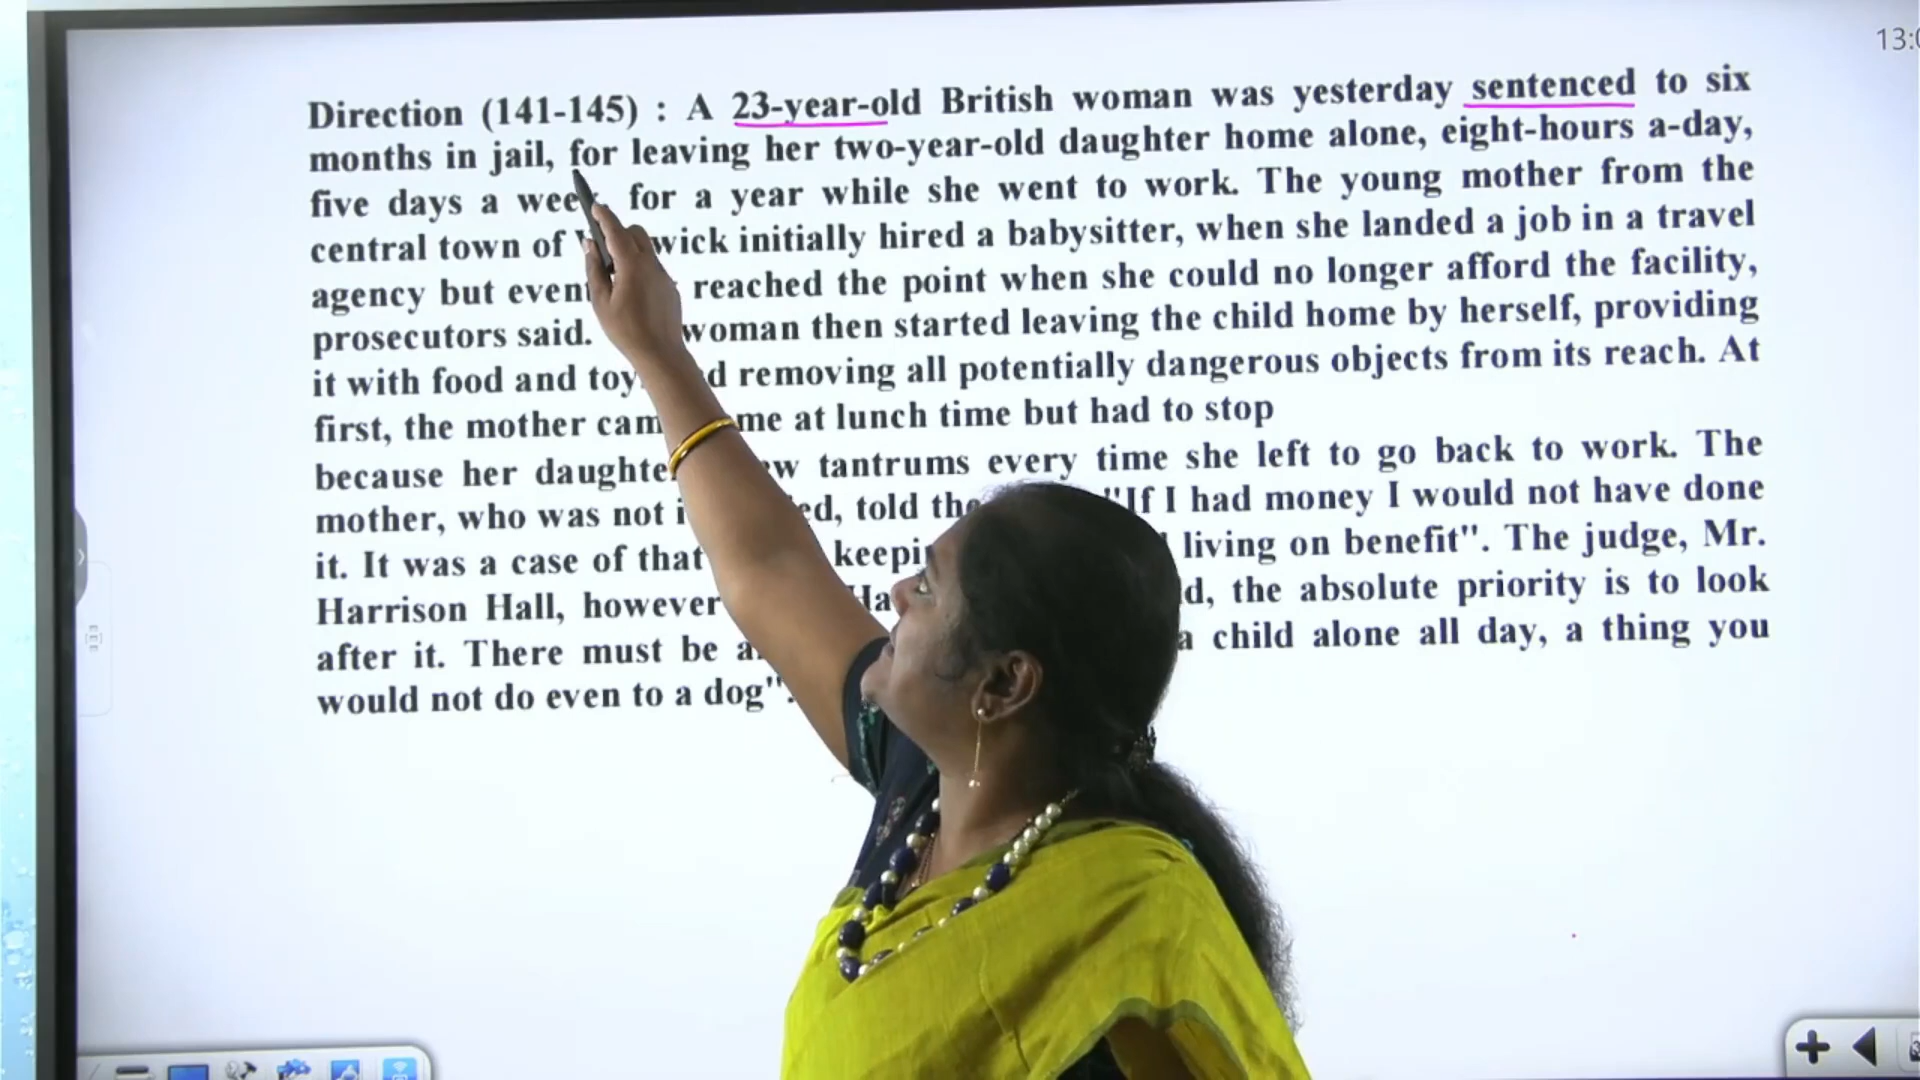 13:0
Direction (141-145) : A 23-year-old British woman was yesterday sentenced to six
months in jail, for leaving her two-year-old daughter home alone, eight-hours a-day,
five days a week, for a year while she went to work. The young mother from the
central town of wick initially hired a babysitter, when she landed a job in a travel
agency but event reached the point when she could no longer afford the facility,
prosecutors said. woman then started leaving the child home by herself, providing
it with food and toy d removing all potentially dangerous objects from its reach. At
first, the mother cam me at lunch time but had to stop
because her daughte w tantrums every time she left to go back to work. The
mother, who was not i ed, told the "If I had money I would not have done
it. It was a case of that keepi living on benefit". The judge, Mr.
Harrison Hall, however Ha d, the absolute priority is to look
after it. There must be a a child alone all day, a thing you
would not do even to a dog".